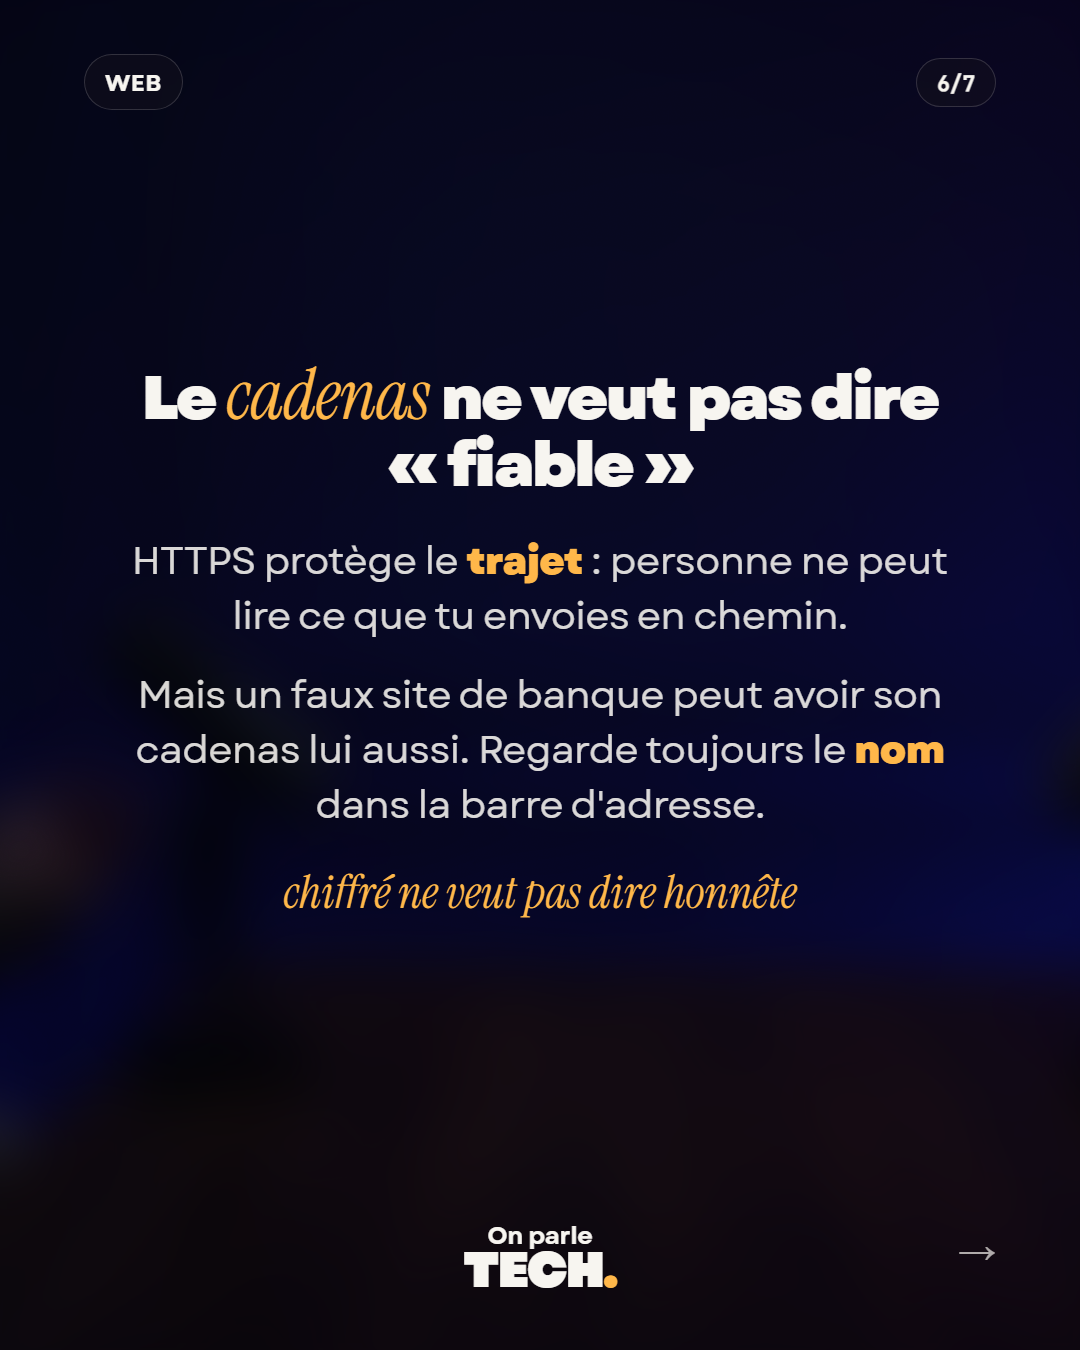 WEB
6/7
Le cadenas ne veut pas dire
« fiable »
HTTPS protège le trajet : personne ne peut
lire ce que tu envoies en chemin.
Mais un faux site de banque peut avoir son
cadenas lui aussi. Regarde toujours le nom
dans la barre d'adresse.
chiffré ne veut pas dire honnête
On parle
TECH.
→